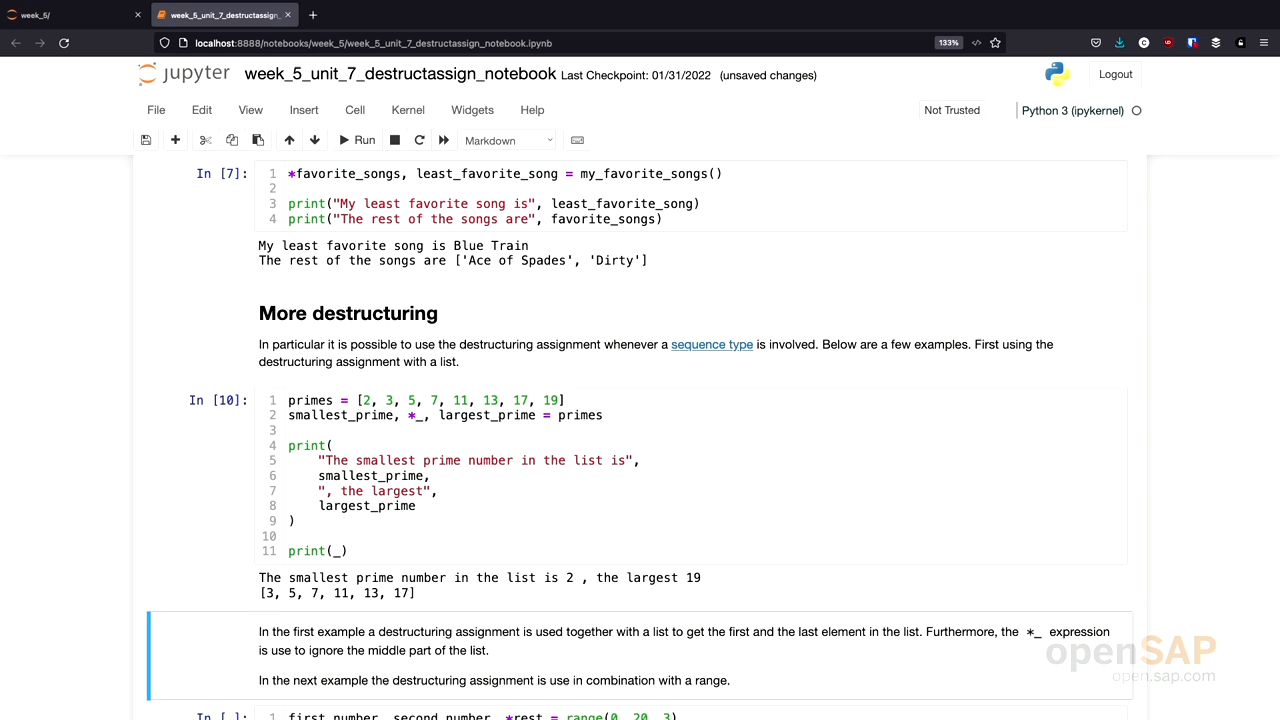 week_5/
week_5_unit_7_destructassign_
localhost:8888/notebooks/week_5/week_5_unit_7_destructassign_notebook.ipynb
133%
jupyter week_5_unit_7_destructassign_notebook Last Checkpoint: 01/31/2022 (unsaved changes)
Logout
File Edit View Insert Cell Kernel Widgets Help
Not Trusted
Python 3 (ipykernel)
Run
Markdown
In [7]:
1 *favorite_songs, least_favorite_song = my_favorite_songs()
2
3 print("My least favorite song is", least_favorite_song)
4 print("The rest of the songs are", favorite_songs)
My least favorite song is Blue Train
The rest of the songs are ['Ace of Spades', 'Dirty']
More destructuring
In particular it is possible to use the destructuring assignment whenever a sequence type is involved. Below are a few examples. First using the
destructuring assignment with a list.
In [10]:
1 primes = [2, 3, 5, 7, 11, 13, 17, 19]
2 smallest_prime, *_, largest_prime = primes
3
4 print(
5     "The smallest prime number in the list is",
6     smallest_prime,
7     ", the largest",
8     largest_prime
9 )
10
11 print(_)
The smallest prime number in the list is 2 , the largest 19
[3, 5, 7, 11, 13, 17]
In the first example a destructuring assignment is used together with a list to get the first and the last element in the list. Furthermore, the *_ expression
is use to ignore the middle part of the list.
In the next example the destructuring assignment is use in combination with a range.
openSAP
open.sap.com
In [ ]:
1 first_number, second_number, *rest = range(0, 20, 3)